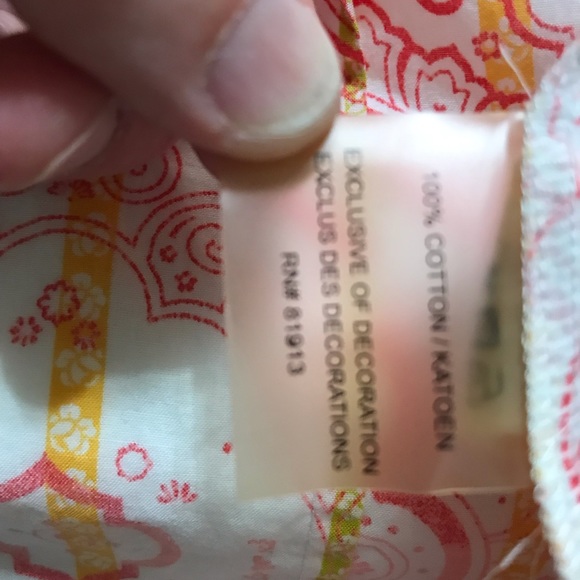 100% COTTON / KATOEN
EXCLUSIVE OF DECORATION
EXCLUS DES DECORATIONS
RN# 81913